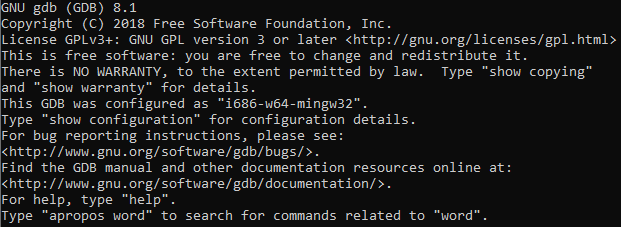 GNU gdb (GDB) 8.1
Copyright (C) 2018 Free Software Foundation, Inc.
License GPLv3+: GNU GPL version 3 or later <http://gnu.org/licenses/gpl.html>
This is free software: you are free to change and redistribute it.
There is NO WARRANTY, to the extent permitted by law.  Type "show copying"
and "show warranty" for details.
This GDB was configured as "i686-w64-mingw32".
Type "show configuration" for configuration details.
For bug reporting instructions, please see:
<http://www.gnu.org/software/gdb/bugs/>.
Find the GDB manual and other documentation resources online at:
<http://www.gnu.org/software/gdb/documentation/>.
For help, type "help".
Type "apropos word" to search for commands related to "word".